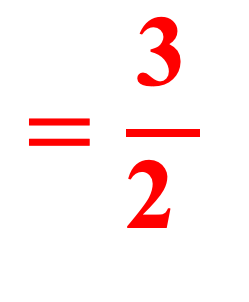 = 3/2